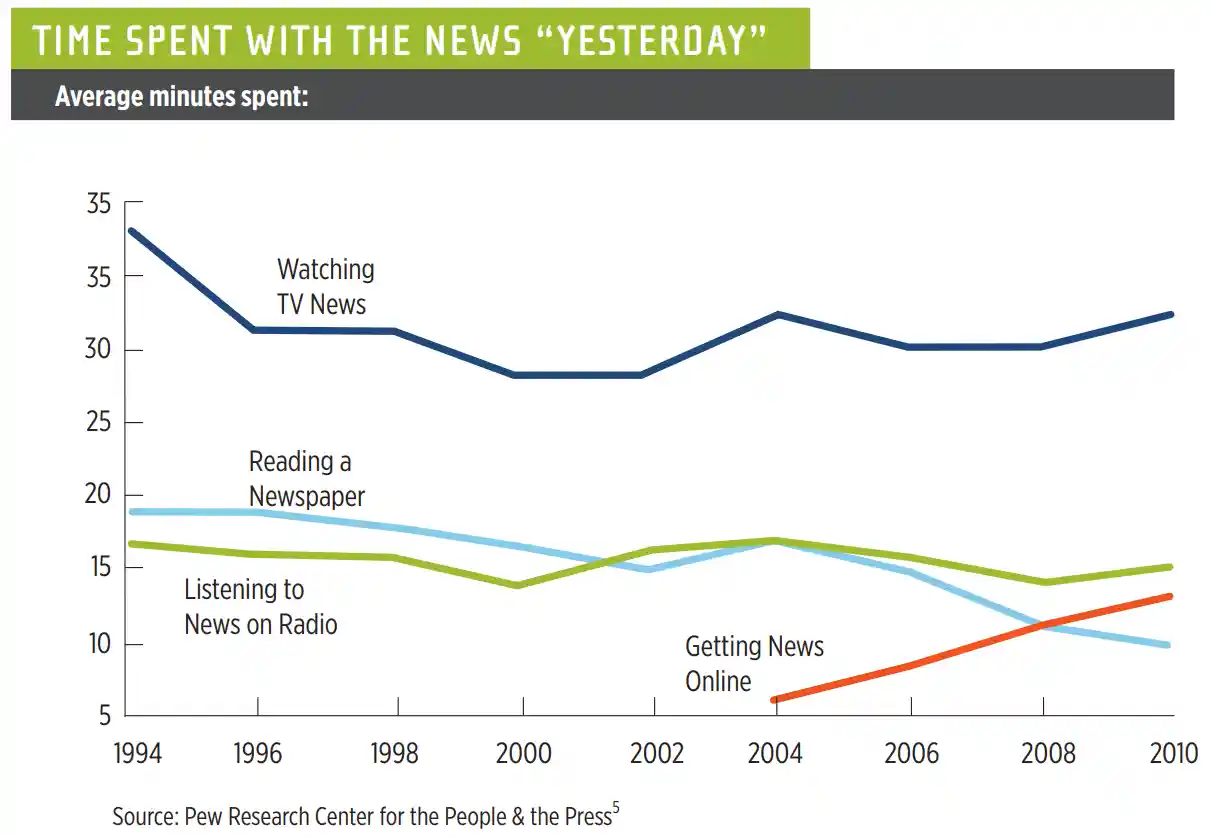 TIME SPENT WITH THE NEWS “YESTERDAY”
Average minutes spent:
35
35
30
25
20
15
10
5
Watching
TV News
Reading a
Newspaper
Listening to
News on Radio
Getting News
Online
1994 1996 1998 2000 2002 2004 2006 2008 2010
Source: Pew Research Center for the People & the Press5